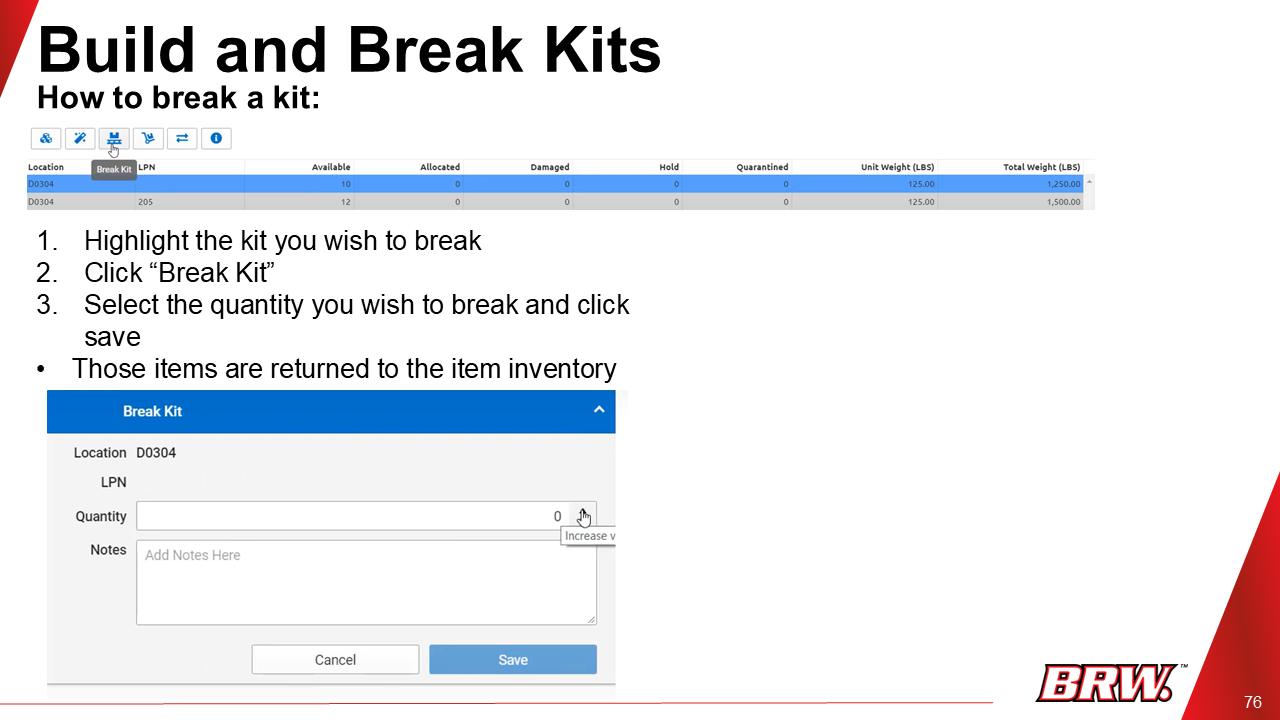 Build and Break Kits
How to break a kit:
Break Kit
Location LPN Available Allocated Damaged Hold Quarantined Unit Weight (LBS) Total Weight (LBS)
D0304 10 0 0 0 0 125.00 1,250.00
D0304 205 12 0 0 0 0 125.00 1,500.00
1. Highlight the kit you wish to break
2. Click “Break Kit”
3. Select the quantity you wish to break and click
save
• Those items are returned to the item inventory
Break Kit
Location D0304
LPN
Quantity 0
Increase v
Notes Add Notes Here
Cancel Save
BRW.™
76